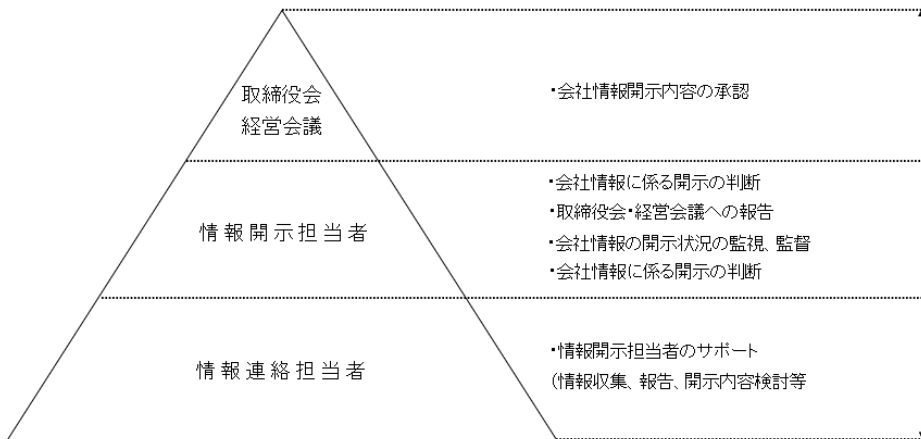 取締役会
経営会議
・会社情報開示内容の承認
情報開示担当者
・会社情報に係る開示の判断
・取締役会・経営会議への報告
・会社情報の開示状況の監視、監督
・会社情報に係る開示の判断
情報連絡担当者
・情報開示担当者のサポート
(情報収集、報告、開示内容検討等